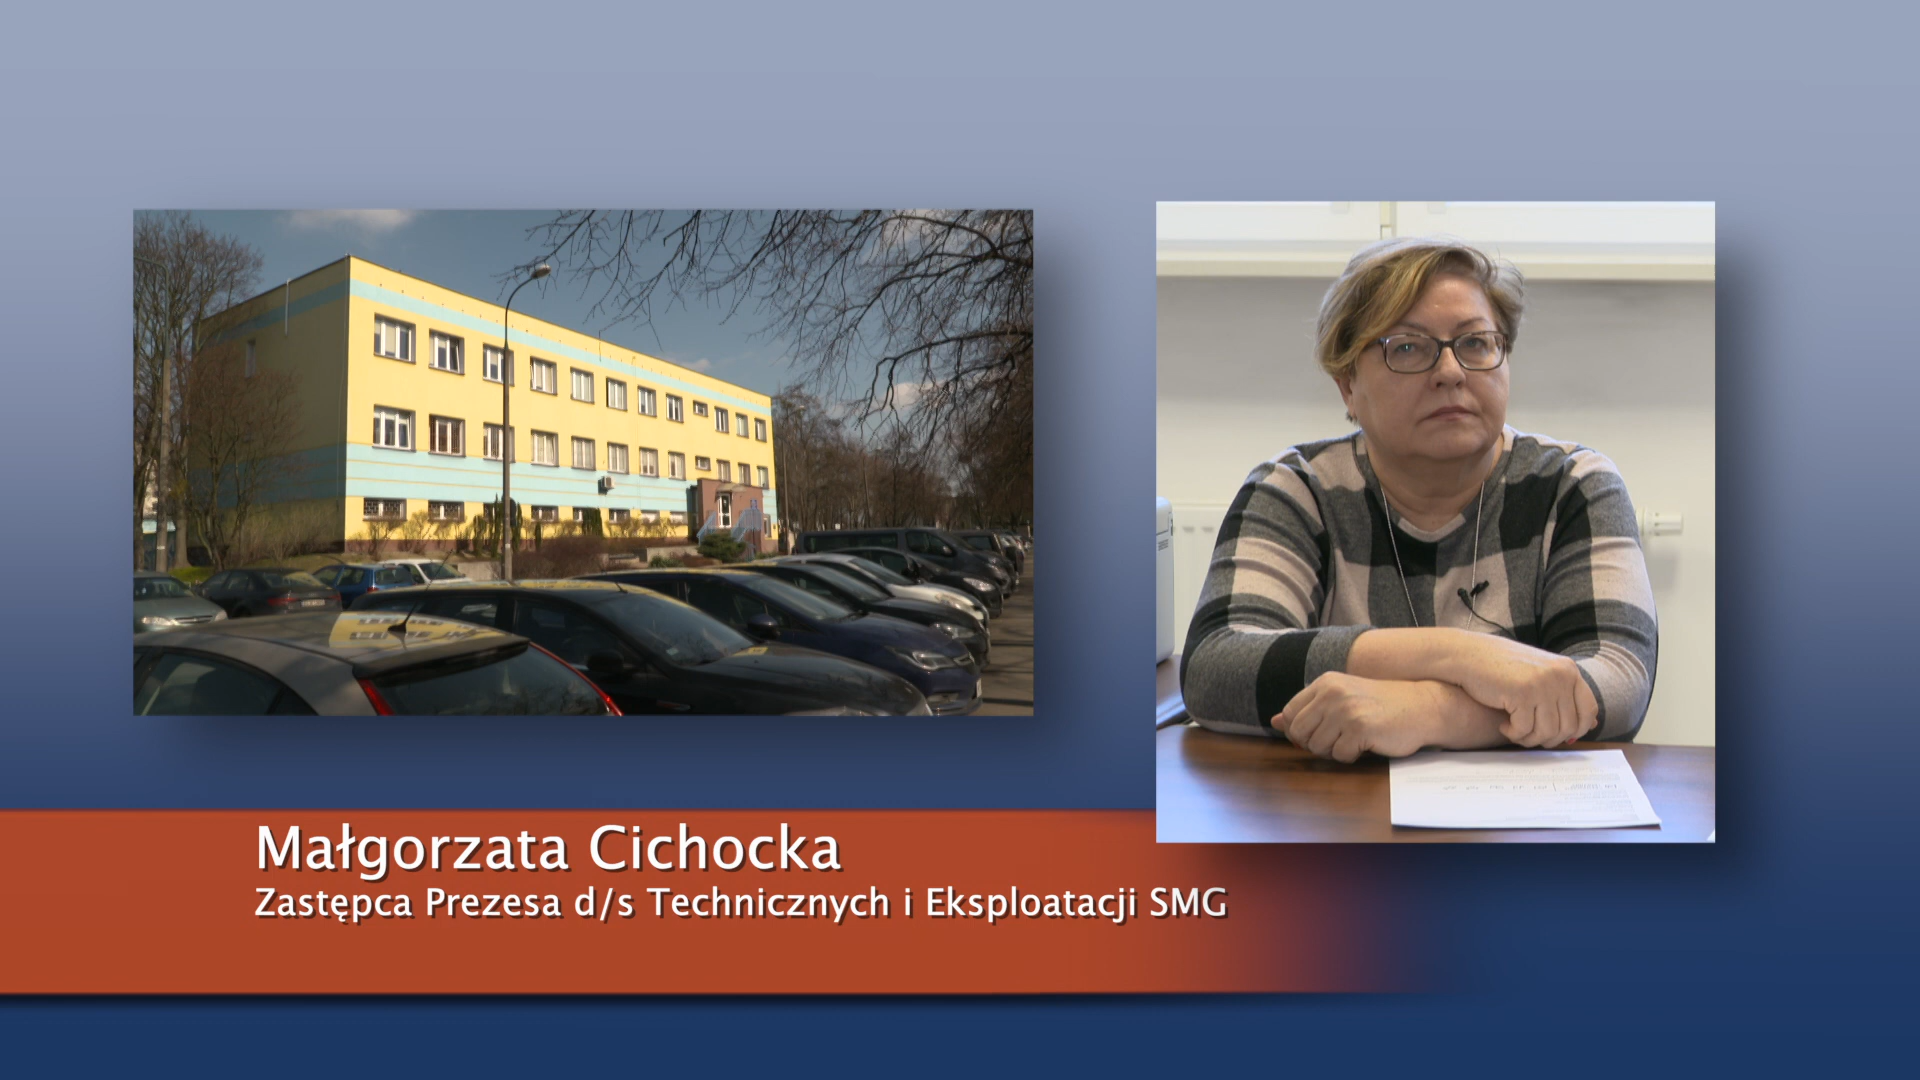 Małgorzata Cichocka
Zastępca Prezesa d/s Technicznych i Eksploatacji SMG